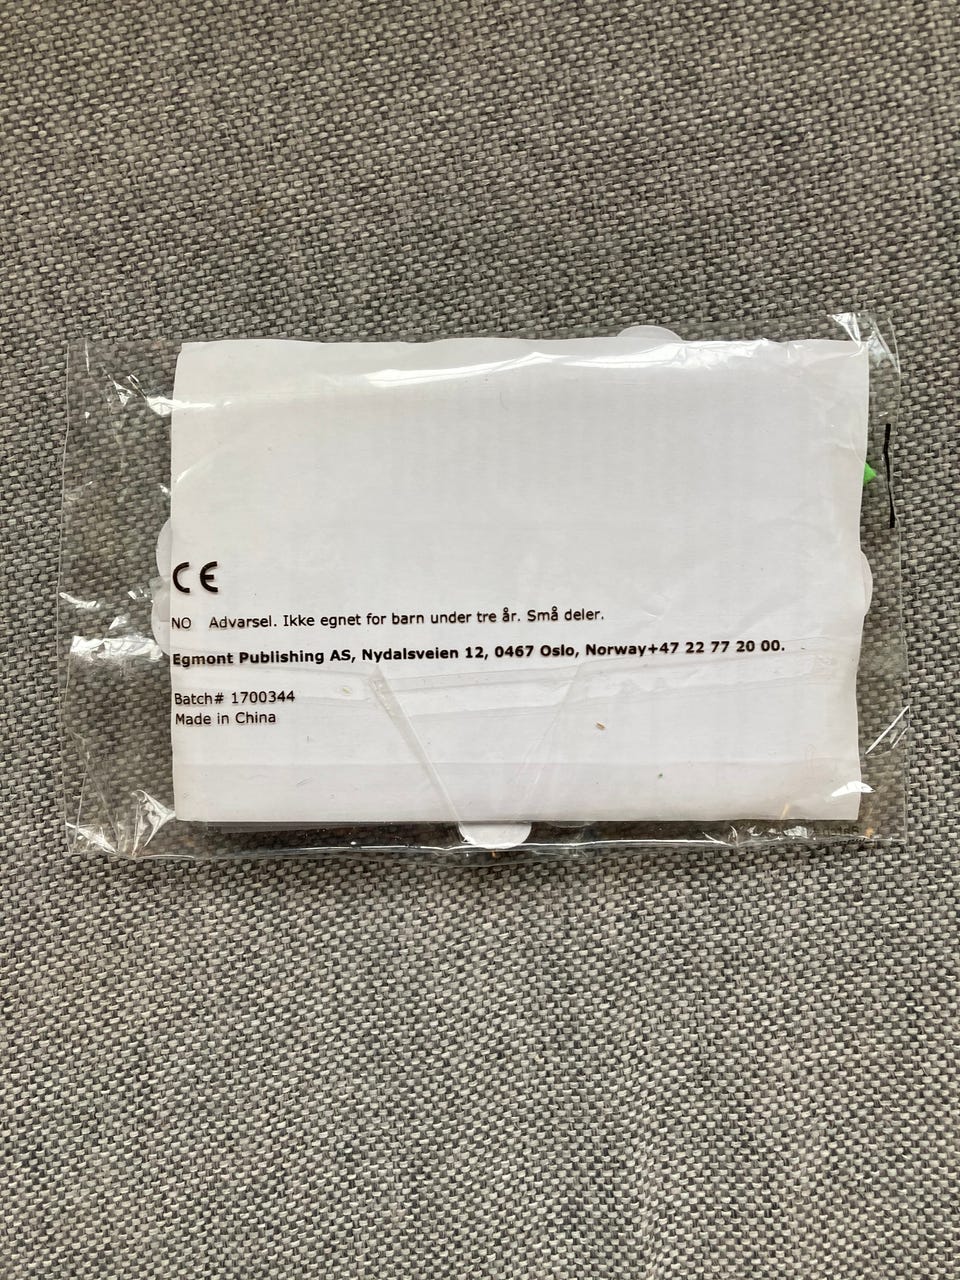 CE
NO Advarsel. Ikke egnet for barn under tre år. Små deler.
Egmont Publishing AS, Nydalsveien 12, 0467 Oslo, Norway+47 22 77 20 00.
Batch# 1700344
Made in China